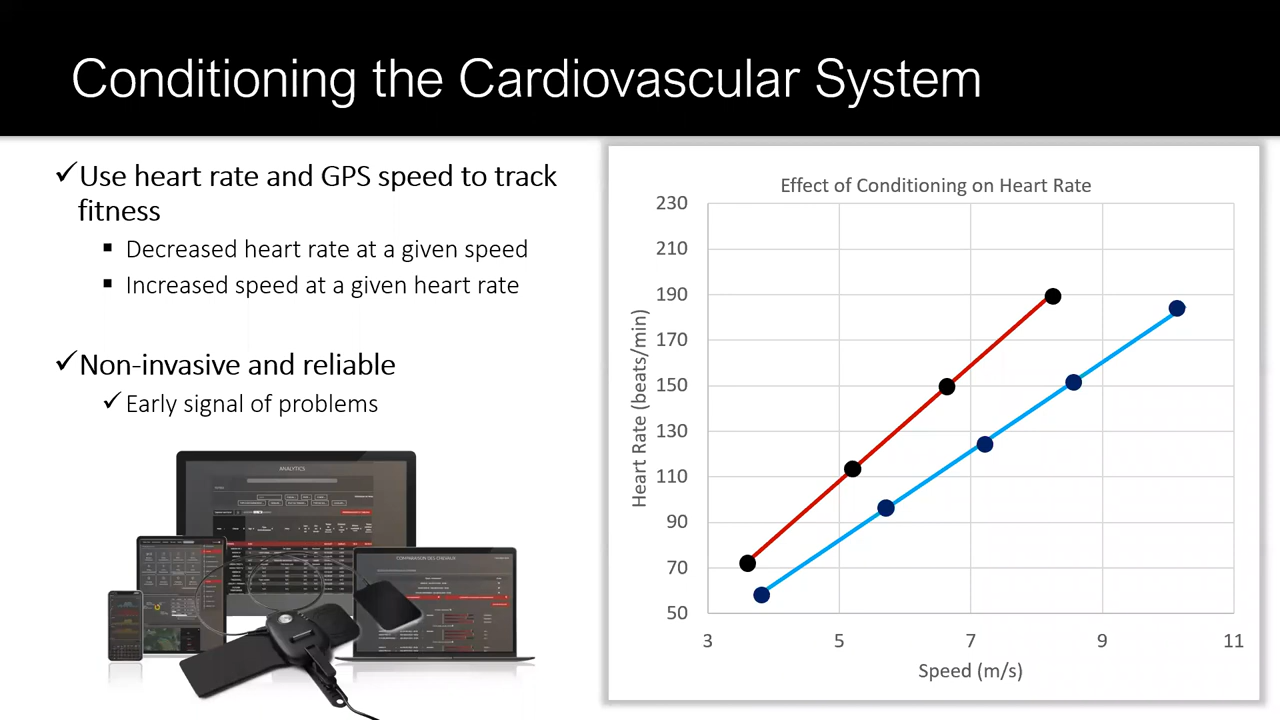 Conditioning the Cardiovascular System
✓Use heart rate and GPS speed to track
fitness
▪ Decreased heart rate at a given speed
▪ Increased speed at a given heart rate
✓Non-invasive and reliable
✓Early signal of problems
ANALYTICS
COMPARAISON DES CHEVAUX
Effect of Conditioning on Heart Rate
Heart Rate (beats/min)
230
210
190
170
150
130
110
90
70
50
3 5 7 9 11
Speed (m/s)